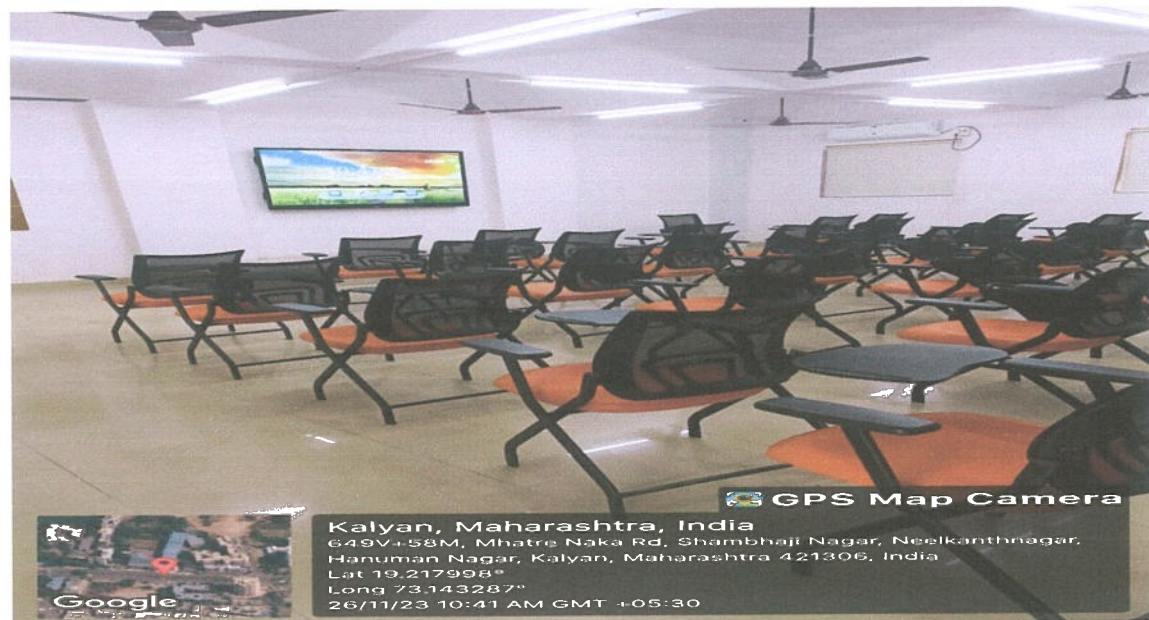 GPS Map Camera
Kalyan, Maharashtra, India
649V+58M, Mhatre Naka Rd, Shambhaji Nagar, Neelkanthnagar,
Hanuman Nagar, Kalyan, Maharashtra 421306, India
Lat 19.217998°
Long 73.143287°
26/11/23 10:41 AM GMT +05:30
Google